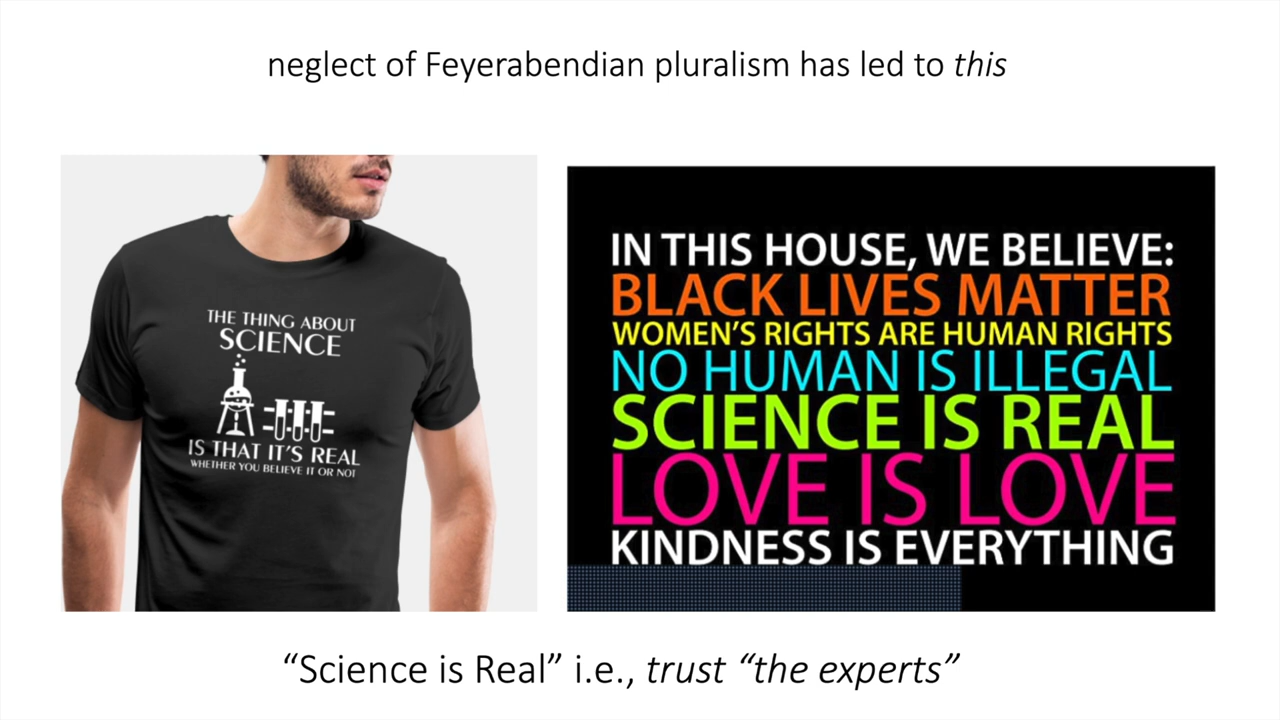 neglect of Feyerabendian pluralism has led to this
THE THING ABOUT
SCIENCE
IS THAT IT'S REAL
WHETHER YOU BELIEVE IT OR NOT
IN THIS HOUSE, WE BELIEVE:
BLACK LIVES MATTER
WOMEN'S RIGHTS ARE HUMAN RIGHTS
NO HUMAN IS ILLEGAL
SCIENCE IS REAL
LOVE IS LOVE
KINDNESS IS EVERYTHING
“Science is Real” i.e., trust “the experts”